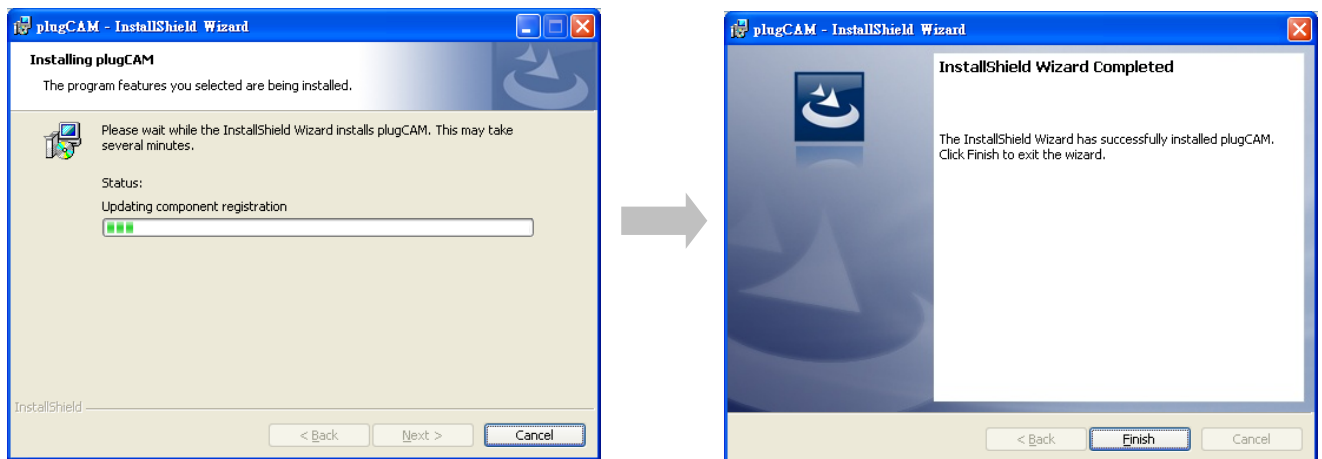 plugCAM - InstallShield Wizard
Installing plugCAM
The program features you selected are being installed.
Please wait while the InstallShield Wizard installs plugCAM. This may take
several minutes.
Status:
Updating component registration
InstallShield
< Back
Next >
Cancel
plugCAM - InstallShield Wizard
InstallShield Wizard Completed
The InstallShield Wizard has successfully installed plugCAM.
Click Finish to exit the wizard.
< Back
Finish
Cancel